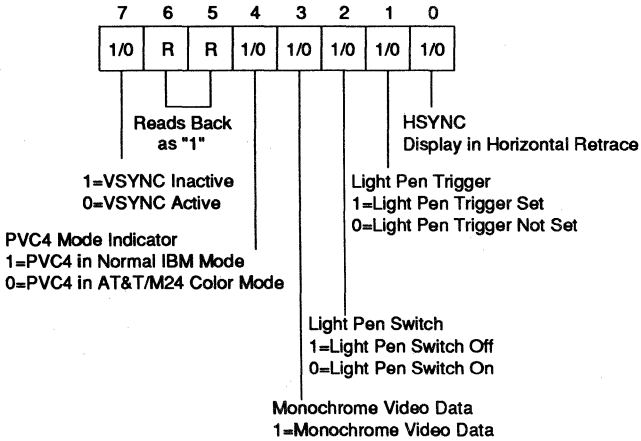 7 6 5 4 3 2 1 0
1/0 R R 1/0 1/0 1/0 1/0 1/0
Reads Back
as "1"
HSYNC
Display in Horizontal Retrace
1=VSYNC Inactive
0=VSYNC Active
Light Pen Trigger
1=Light Pen Trigger Set
0=Light Pen Trigger Not Set
PVC4 Mode Indicator
1=PVC4 in Normal IBM Mode
0=PVC4 in AT&T/M24 Color Mode
Light Pen Switch
1=Light Pen Switch Off
0=Light Pen Switch On
Monochrome Video Data
1=Monochrome Video Data